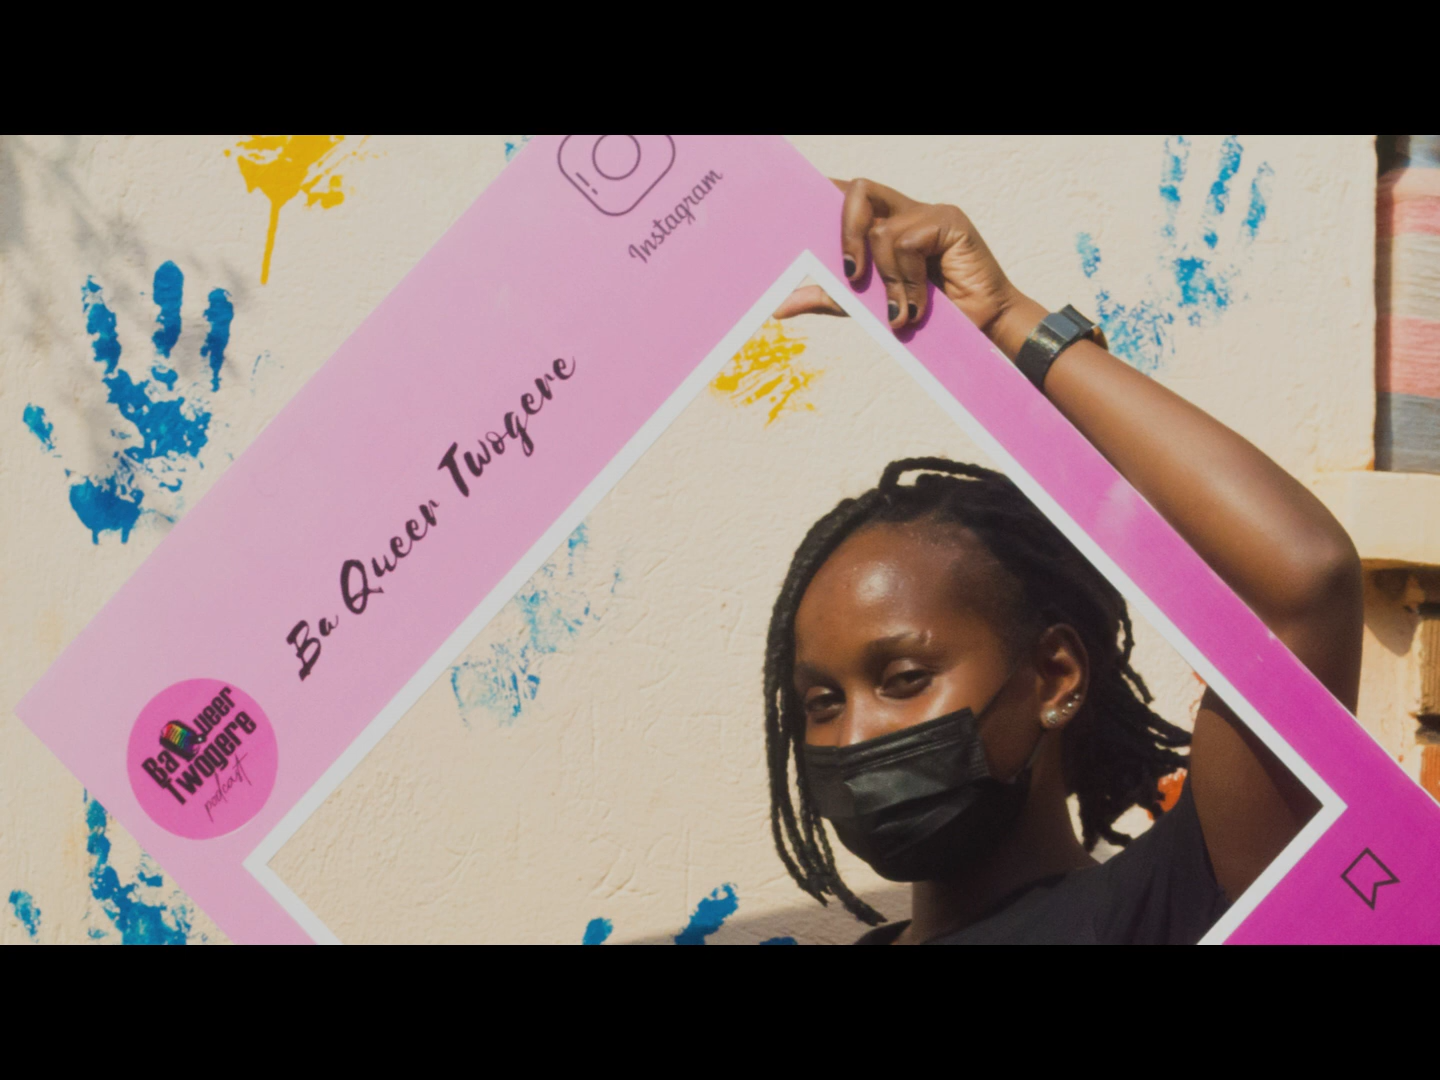 Instagram
Ba Queer Twogere
Ba Queer
Twogere
podcast